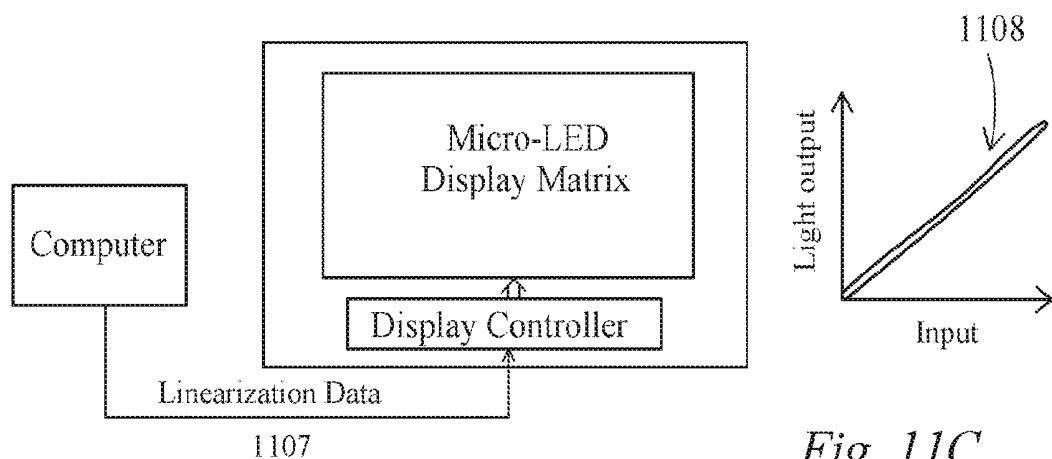 1108
Micro-LED
Display Matrix
Computer
Light output
Display Controller
Input
Linearization Data
1107
Fig. 11C